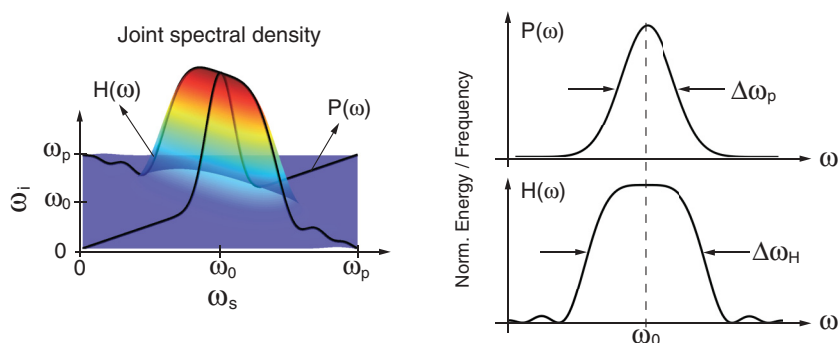 Joint spectral density
H(ω)
P(ω)
ωp
ω0
0
ωi
0
ω0
ωp
ωs
Norm. Energy / Frequency
P(ω)
Δωp
ω
H(ω)
ΔωH
ω
ω0